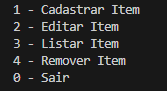 1 - Cadastrar Item
2 - Editar Item
3 - Listar Item
4 - Remover Item
0 - Sair